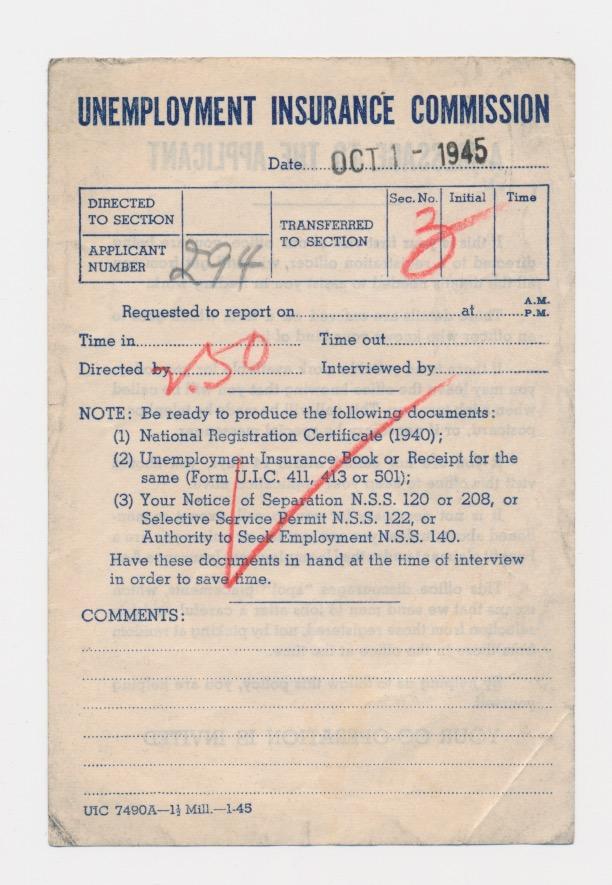 UNEMPLOYMENT INSURANCE COMMISSION
Date OCT 1 - 1945
DIRECTED TO SECTION
APPLICANT NUMBER 294
TRANSFERRED TO SECTION
Sec. No. Initial Time
3
Requested to report on at A.M. P.M.
Time in Time out
Directed by Interviewed by
2.50
NOTE: Be ready to produce the following documents:
(1) National Registration Certificate (1940);
(2) Unemployment Insurance Book or Receipt for the
same (Form U.I.C. 411, 413 or 501);
(3) Your Notice of Separation N.S.S. 120 or 208, or
Selective Service Permit N.S.S. 122, or
Authority to Seek Employment N.S.S. 140.
Have these documents in hand at the time of interview
in order to save time.
COMMENTS:
UIC 7490A—1½ Mill.—1-45